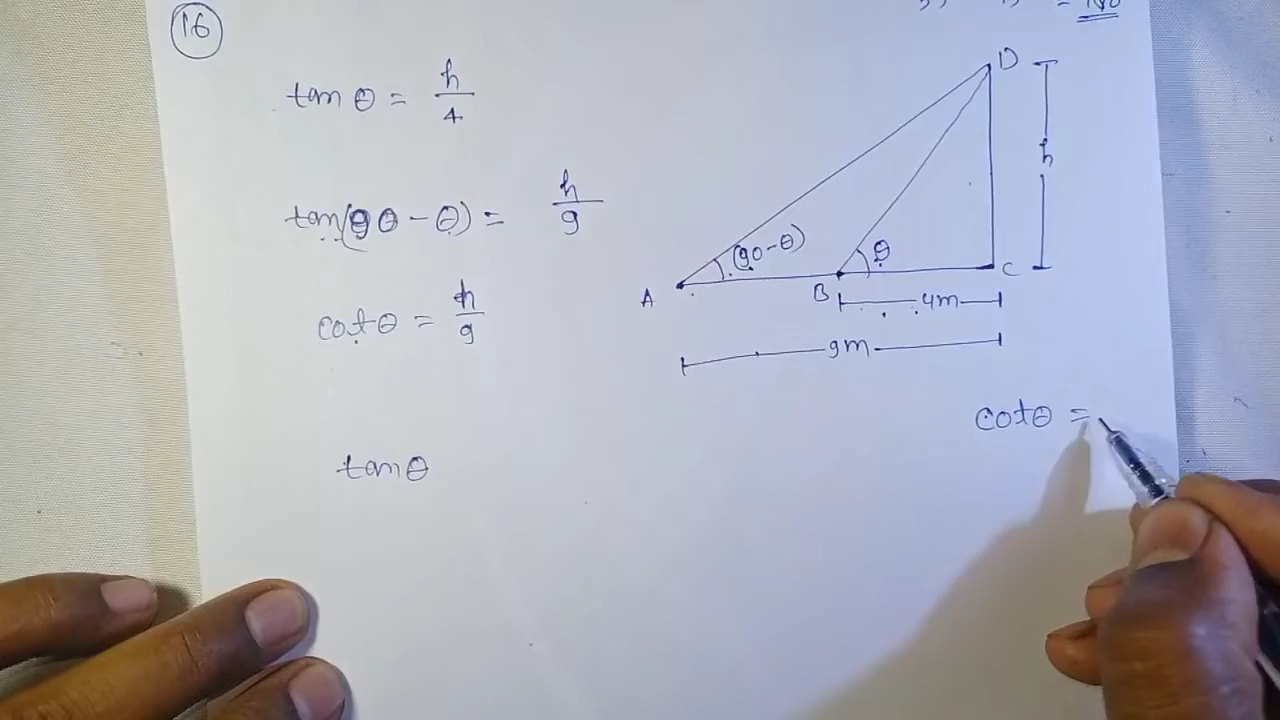 16
tan θ = h/4
tan(90 - θ) = h/9
cot θ = h/9
tan θ
D
h
(90-θ)
θ
A
B
C
4m
9m
cot θ =